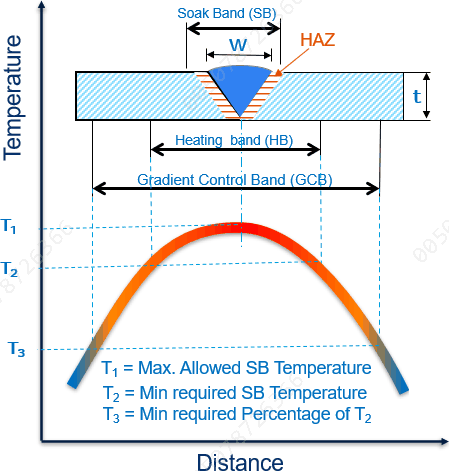 Soak Band (SB)
W
HAZ
t
Heating band (HB)
Gradient Control Band (GCB)
Temperature
T1
T2
T3
T1 = Max. Allowed SB Temperature
T2 = Min required SB Temperature
T3 = Min required Percentage of T2
Distance